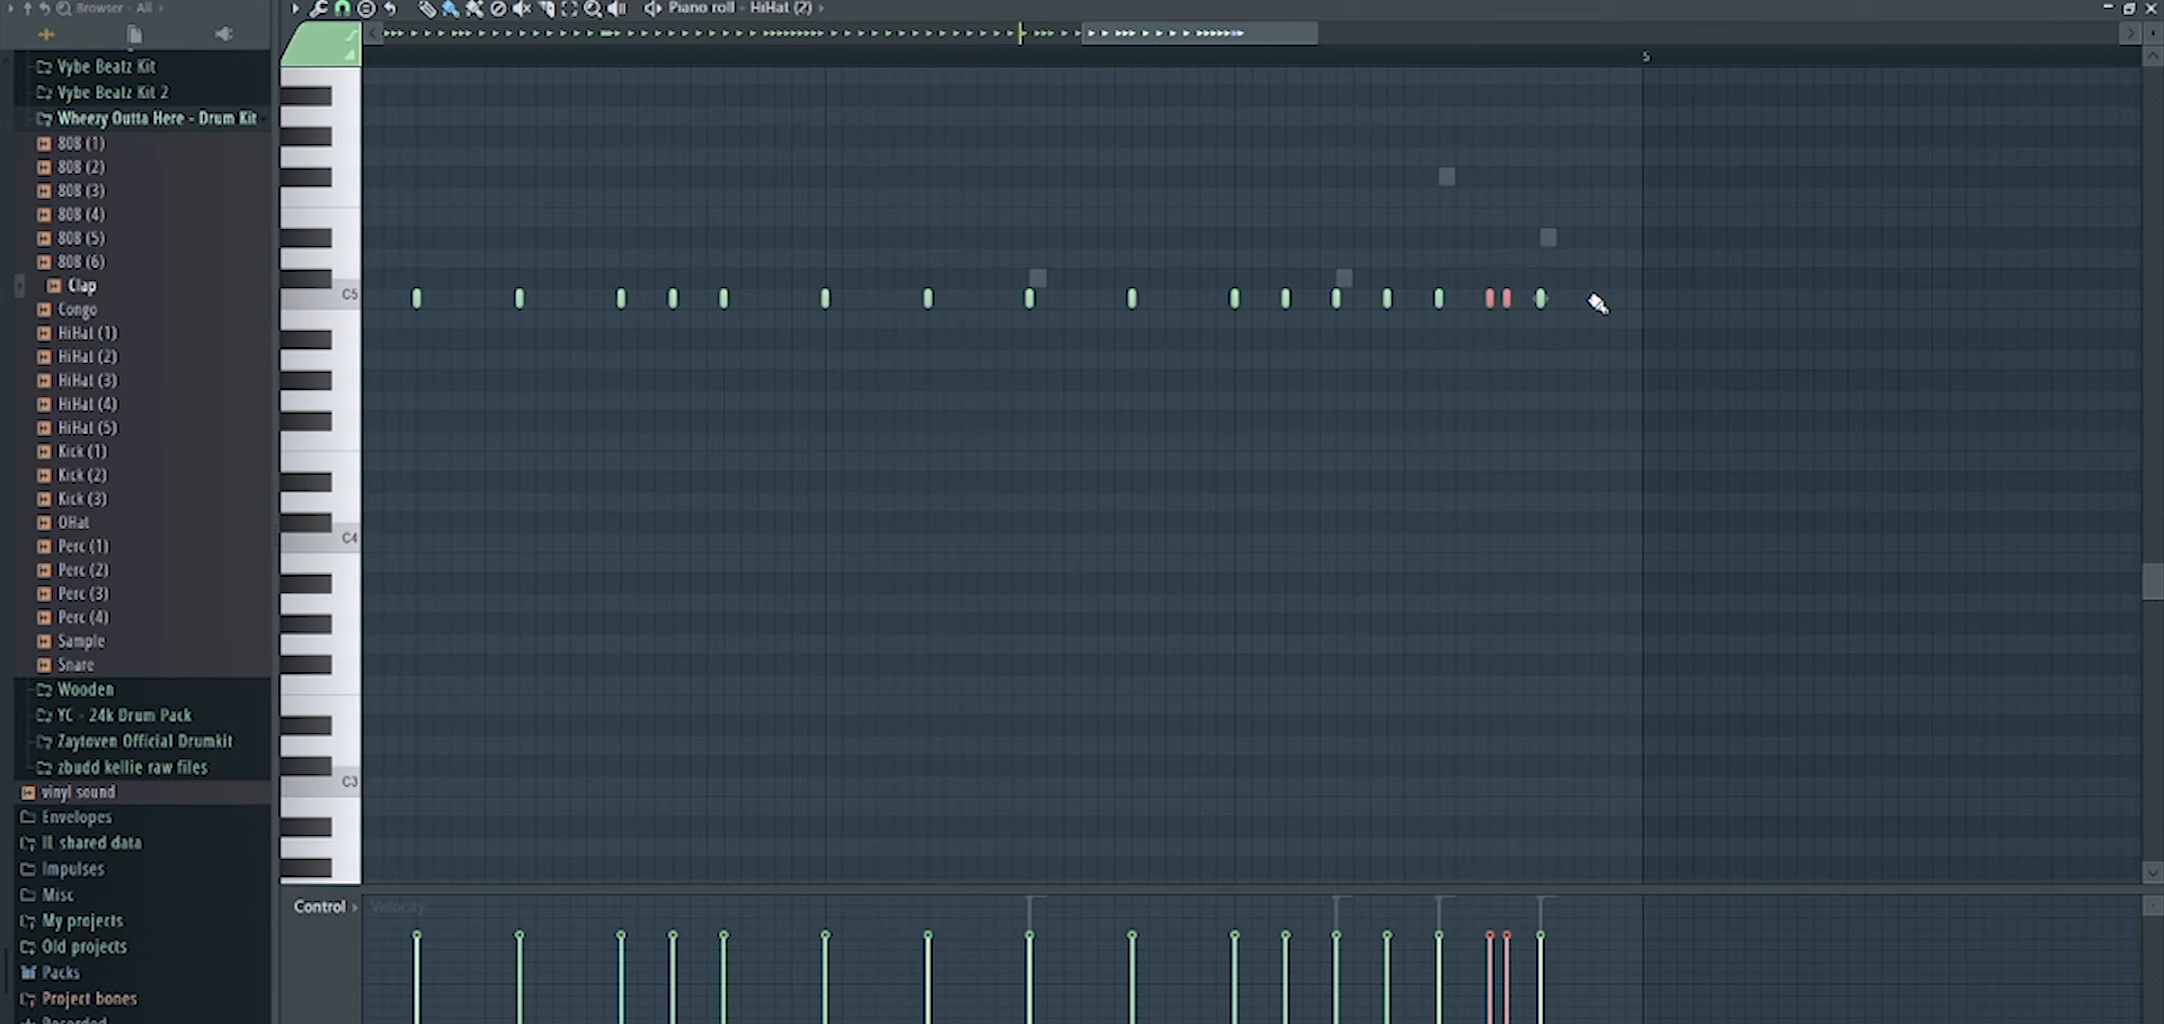 Browser - All
Piano roll - HiHat (2)
Vybe Beatz Kit
Vybe Beatz Kit 2
Wheezy Outta Here - Drum Kit
808 (1)
808 (2)
808 (3)
808 (4)
808 (5)
808 (6)
Clap
Congo
HiHat (1)
HiHat (2)
HiHat (3)
HiHat (4)
HiHat (5)
Kick (1)
Kick (2)
Kick (3)
OHat
Perc (1)
Perc (2)
Perc (3)
Perc (4)
Sample
Snare
Wooden
YC - 24k Drum Pack
Zaytoven Official Drumkit
zbudd kellie raw files
vinyl sound
Envelopes
IL shared data
Impulses
Misc
My projects
Old projects
Packs
Project bones
Recorded
5
C5
C4
C3
Control
Velocity